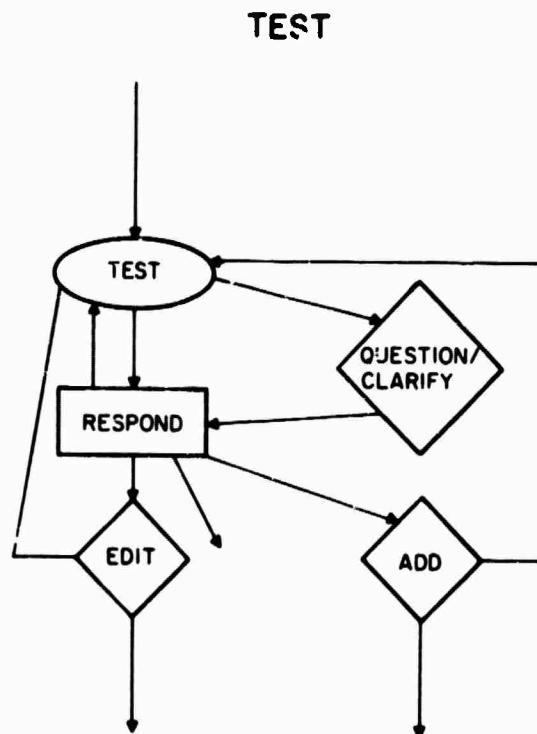 TEST
TEST
QUESTION/
CLARIFY
RESPOND
EDIT
ADD